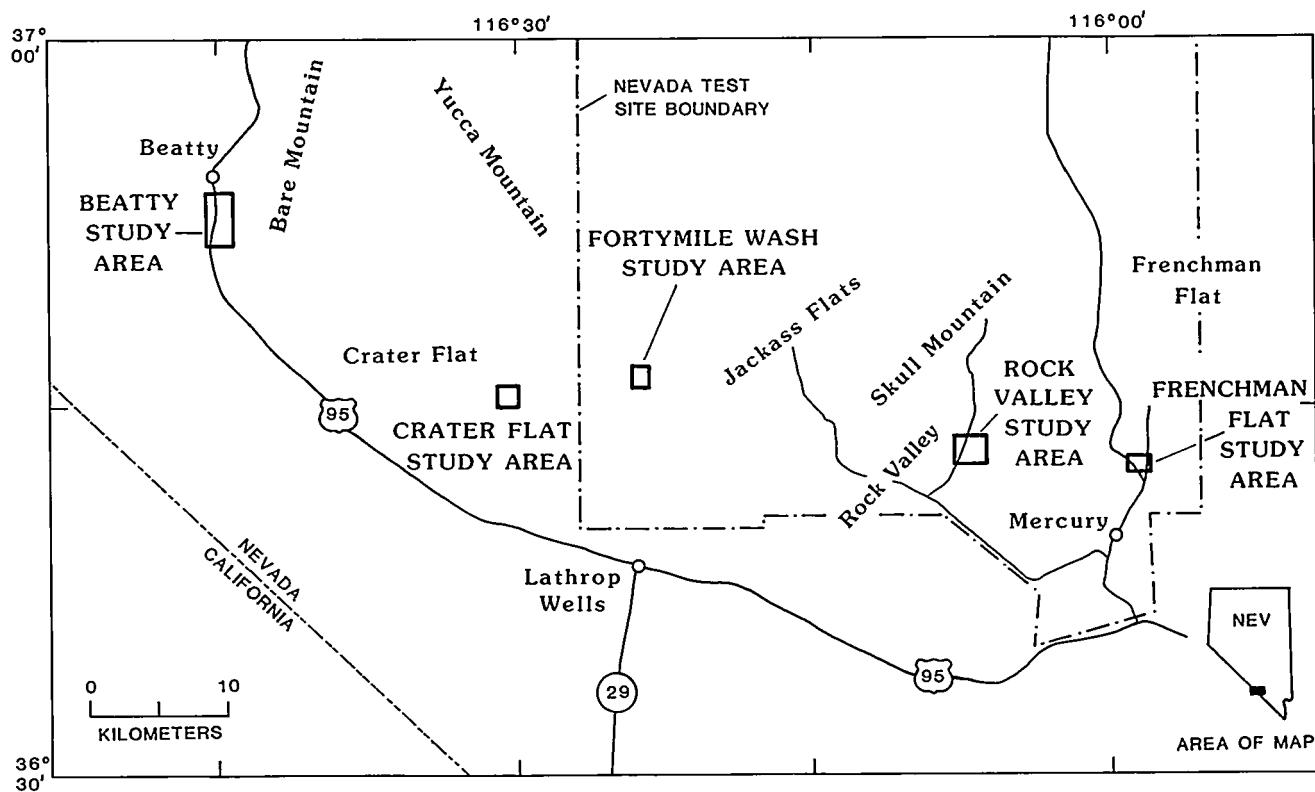 116°30'
116°00'
37°
00'
NEVADA TEST
SITE BOUNDARY
Bare Mountain
Yucca Mountain
Beatty
BEATTY
STUDY
AREA
FORTYMILE WASH
STUDY AREA
Frenchman
Flat
Jackass Flats
Skull Mountain
Crater Flat
ROCK
VALLEY
STUDY
AREA
FRENCHMAN
FLAT
STUDY
AREA
95
CRATER FLAT
STUDY AREA
Rock Valley
Mercury
NEVADA
CALIFORNIA
Lathrop
Wells
NEV
0 10
KILOMETERS
29
95
AREA OF MAP
36°
30'